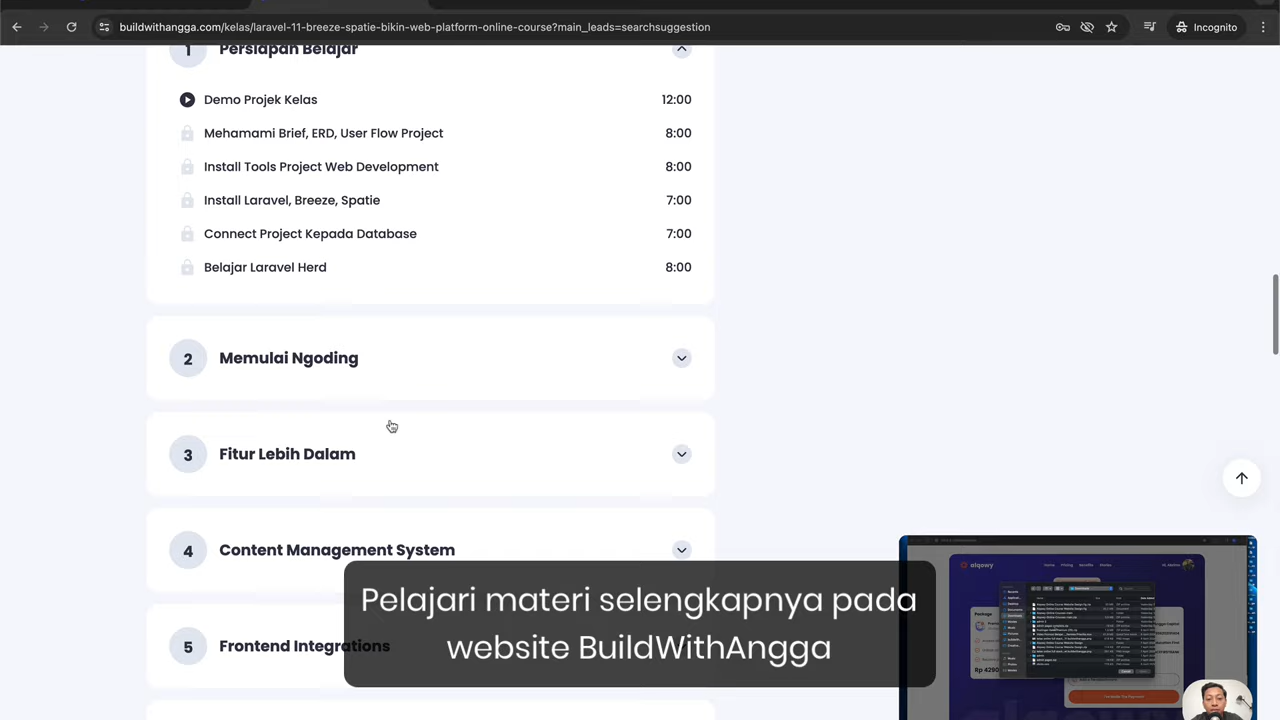 buildwithangga.com/kelas/laravel-11-breeze-spatie-bikin-web-platform-online-course?main_leads=searchsuggestion
Incognito
1 Persiapan Belajar
Demo Projek Kelas 12:00
Mehamami Brief, ERD, User Flow Project 8:00
Install Tools Project Web Development 8:00
Install Laravel, Breeze, Spatie 7:00
Connect Project Kepada Database 7:00
Belajar Laravel Herd 8:00
2 Memulai Ngoding
3 Fitur Lebih Dalam
4 Content Management System
5 Frontend Integrations
Pelajari materi selengkapnya pada
website BuildWithAngga
alqowy
Package